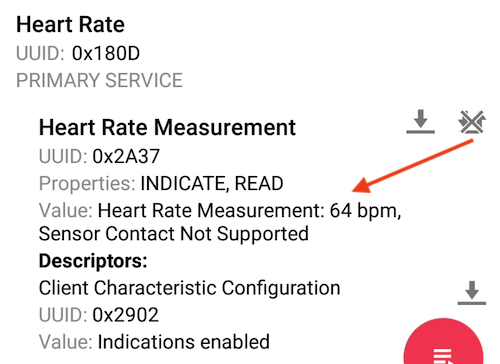 Heart Rate
UUID: 0x180D
PRIMARY SERVICE
Heart Rate Measurement
UUID: 0x2A37
Properties: INDICATE, READ
Value: Heart Rate Measurement: 64 bpm,
Sensor Contact Not Supported
Descriptors:
Client Characteristic Configuration
UUID: 0x2902
Value: Indications enabled